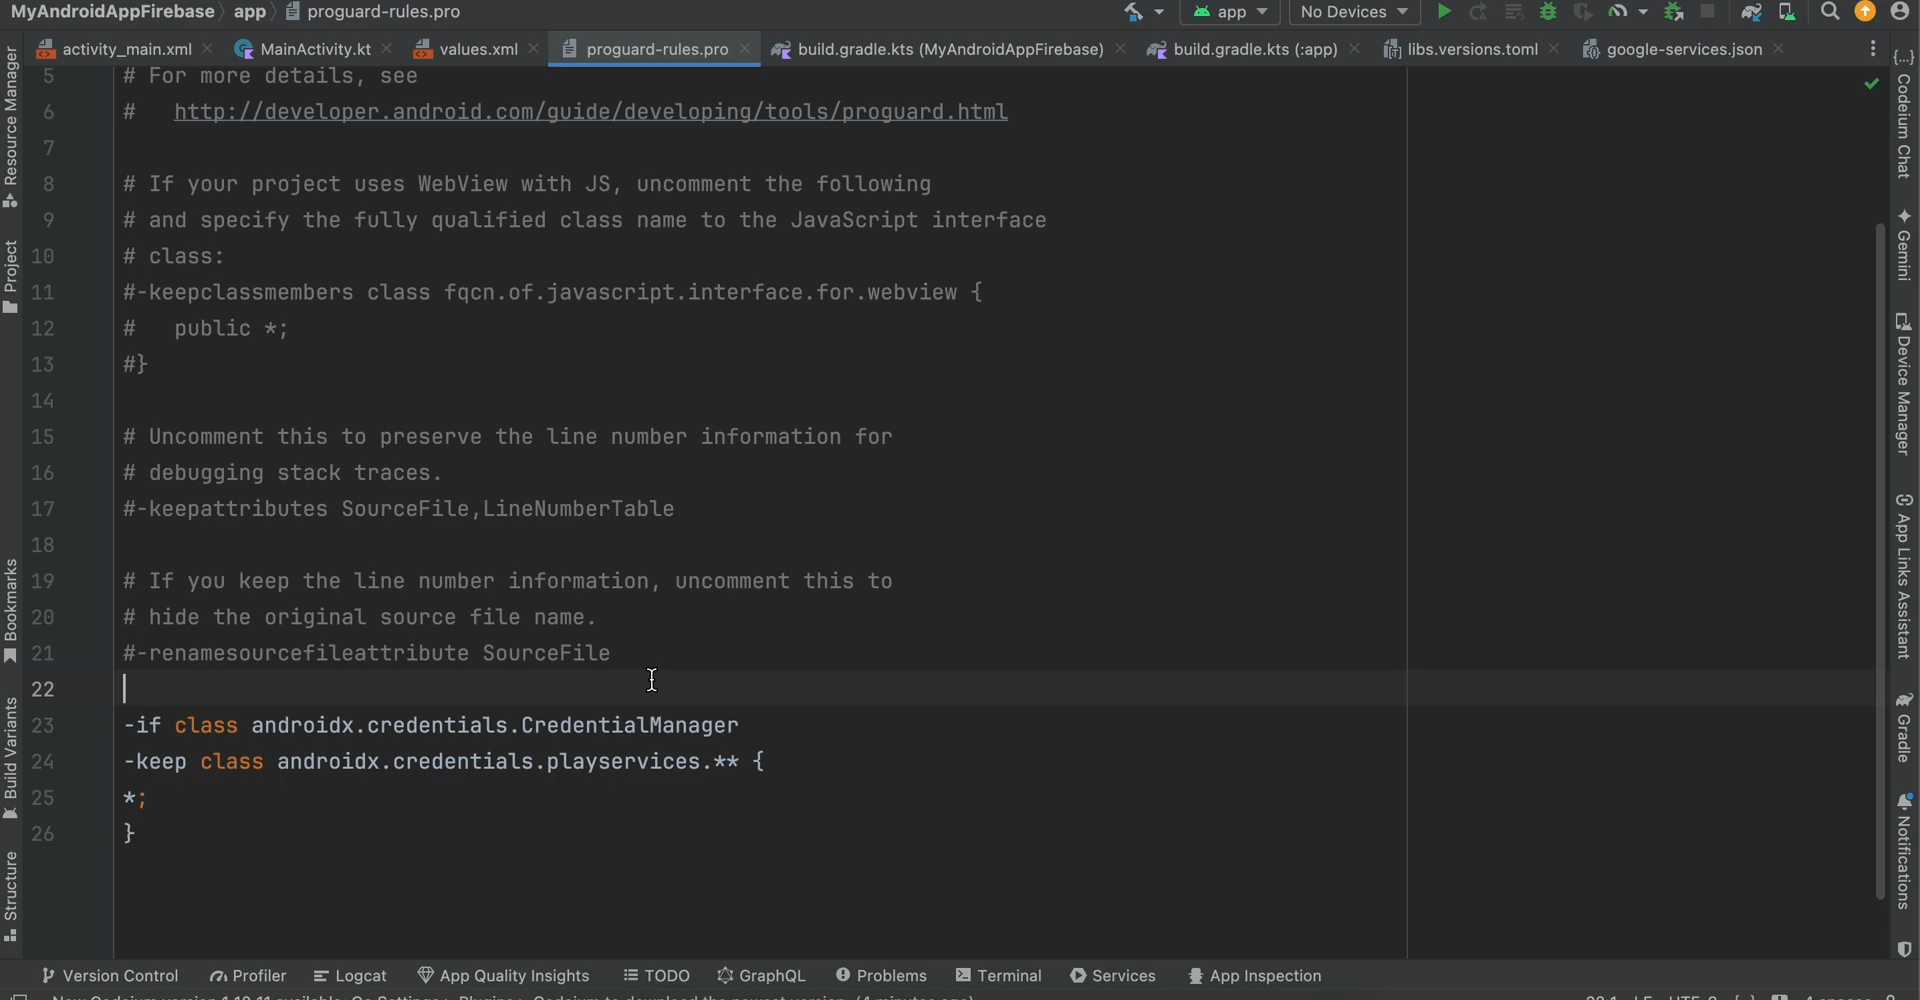 MyAndroidAppFirebase app proguard-rules.pro
app No Devices
activity_main.xml MainActivity.kt values.xml proguard-rules.pro build.gradle.kts (MyAndroidAppFirebase) build.gradle.kts (:app) libs.versions.toml google-services.json
5 # For more details, see
6 #   http://developer.android.com/guide/developing/tools/proguard.html
7
8 # If your project uses WebView with JS, uncomment the following
9 # and specify the fully qualified class name to the JavaScript interface
10 # class:
11 #-keepclassmembers class fqcn.of.javascript.interface.for.webview {
12 #   public *;
13 #}
14
15 # Uncomment this to preserve the line number information for
16 # debugging stack traces.
17 #-keepattributes SourceFile,LineNumberTable
18
19 # If you keep the line number information, uncomment this to
20 # hide the original source file name.
21 #-renamesourcefileattribute SourceFile
22
23 -if class androidx.credentials.CredentialManager
24 -keep class androidx.credentials.playservices.** {
25 *;
26 }
Resource Manager
Project
Bookmarks
Build Variants
Structure
{...}
Codeium Chat
Gemini
Device Manager
App Links Assistant
Gradle
Notifications
Version Control Profiler Logcat App Quality Insights TODO GraphQL Problems Terminal Services App Inspection